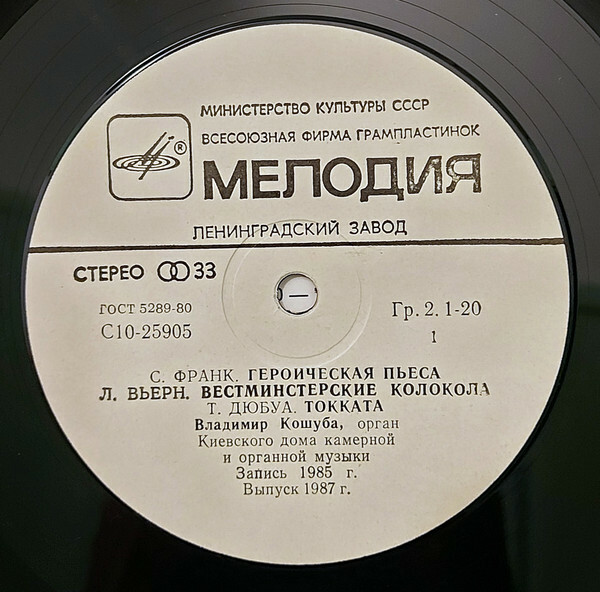 МИНИСТЕРСТВО КУЛЬТУРЫ СССР
ВСЕСОЮЗНАЯ ФИРМА ГРАМПЛАСТИНОК
®
МЕЛОДИЯ
ЛЕНИНГРАДСКИЙ ЗАВОД
СТЕРЕО 33
ГОСТ 5289-80
С10-25905
Гр. 2. 1-20
1
С. ФРАНК. ГЕРОИЧЕСКАЯ ПЬЕСА
Л. ВЬЕРН. ВЕСТМИНСТЕРСКИЕ КОЛОКОЛА
Т. ДЮБУА. ТОККАТА
Владимир Кошуба, орган
Киевского дома камерной
и органной музыки
Запись 1985 г.
Выпуск 1987 г.